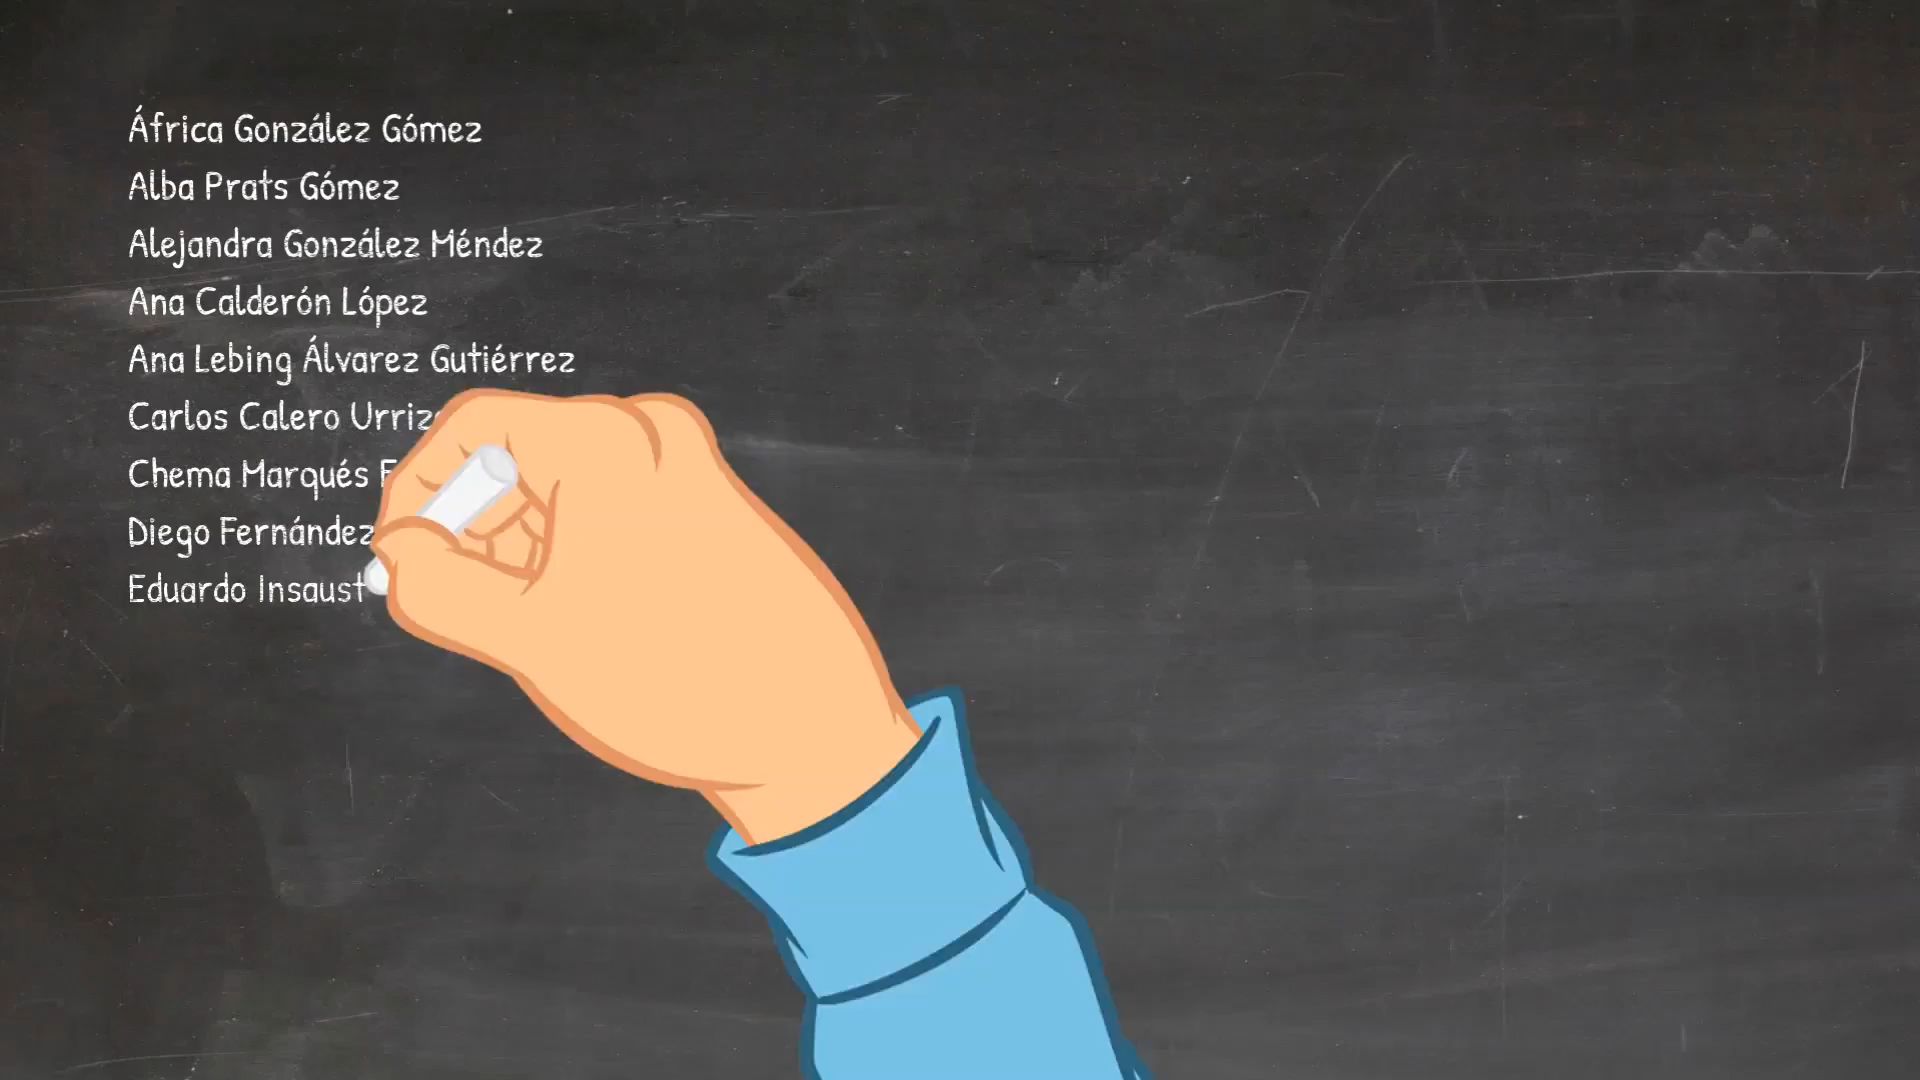 África González Gómez
Alba Prats Gómez
Alejandra González Méndez
Ana Calderón López
Ana Lebing Álvarez Gutiérrez
Carlos Calero
Chema Marqués
Diego Fernández
Eduardo